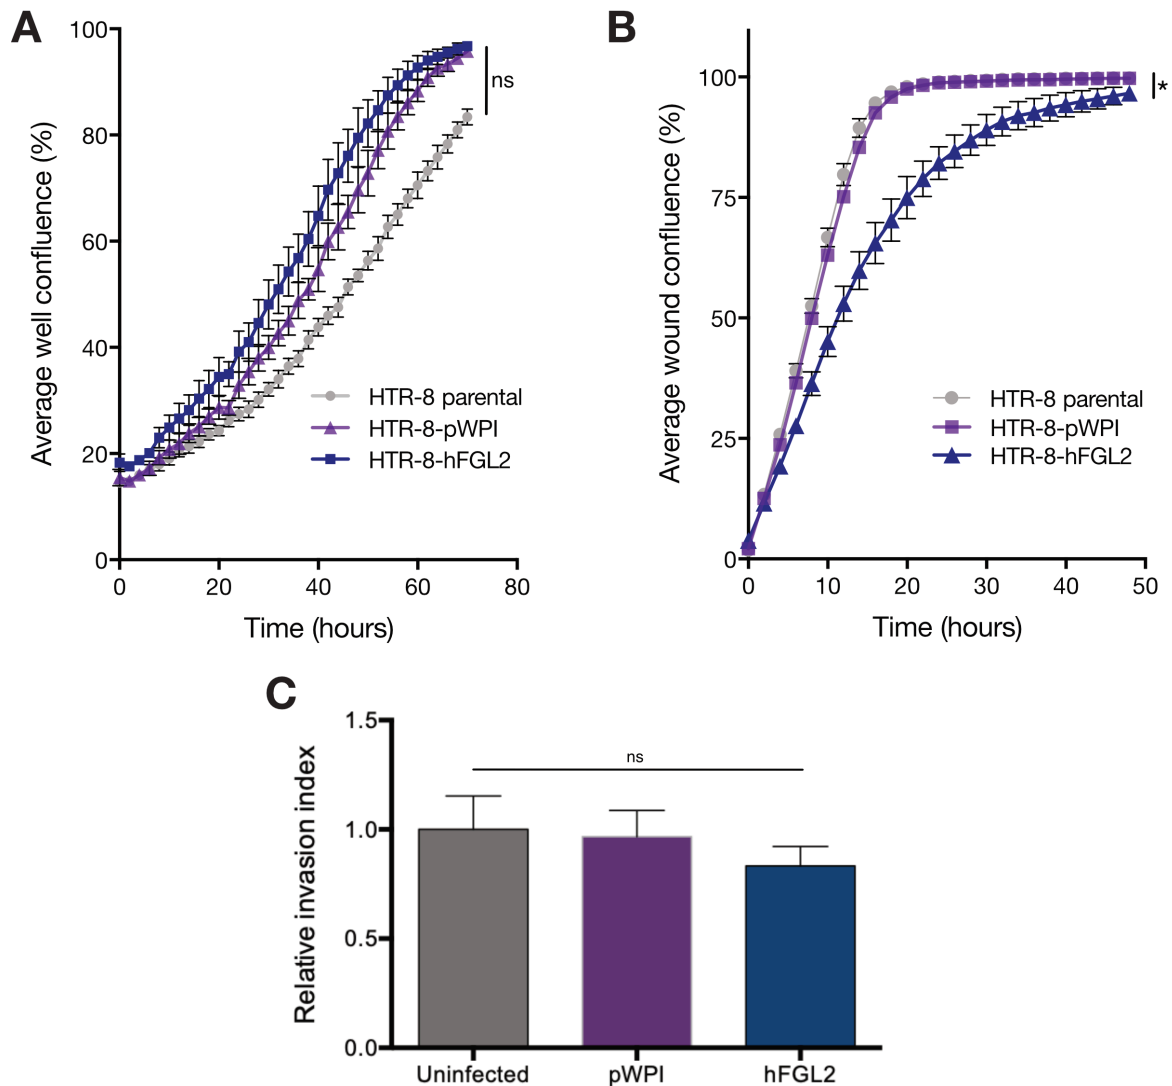 A
Average well confluence (%)
100
80
60
40
20
0
0 20 40 60 80
Time (hours)
ns
HTR-8 parental
HTR-8-pWPI
HTR-8-hFGL2
B
Average wound confluence (%)
100
75
50
25
0
0 10 20 30 40 50
Time (hours)
*
HTR-8 parental
HTR-8-pWPI
HTR-8-hFGL2
C
Relative invasion index
1.5
1.0
0.5
0.0
ns
Uninfected pWPI hFGL2